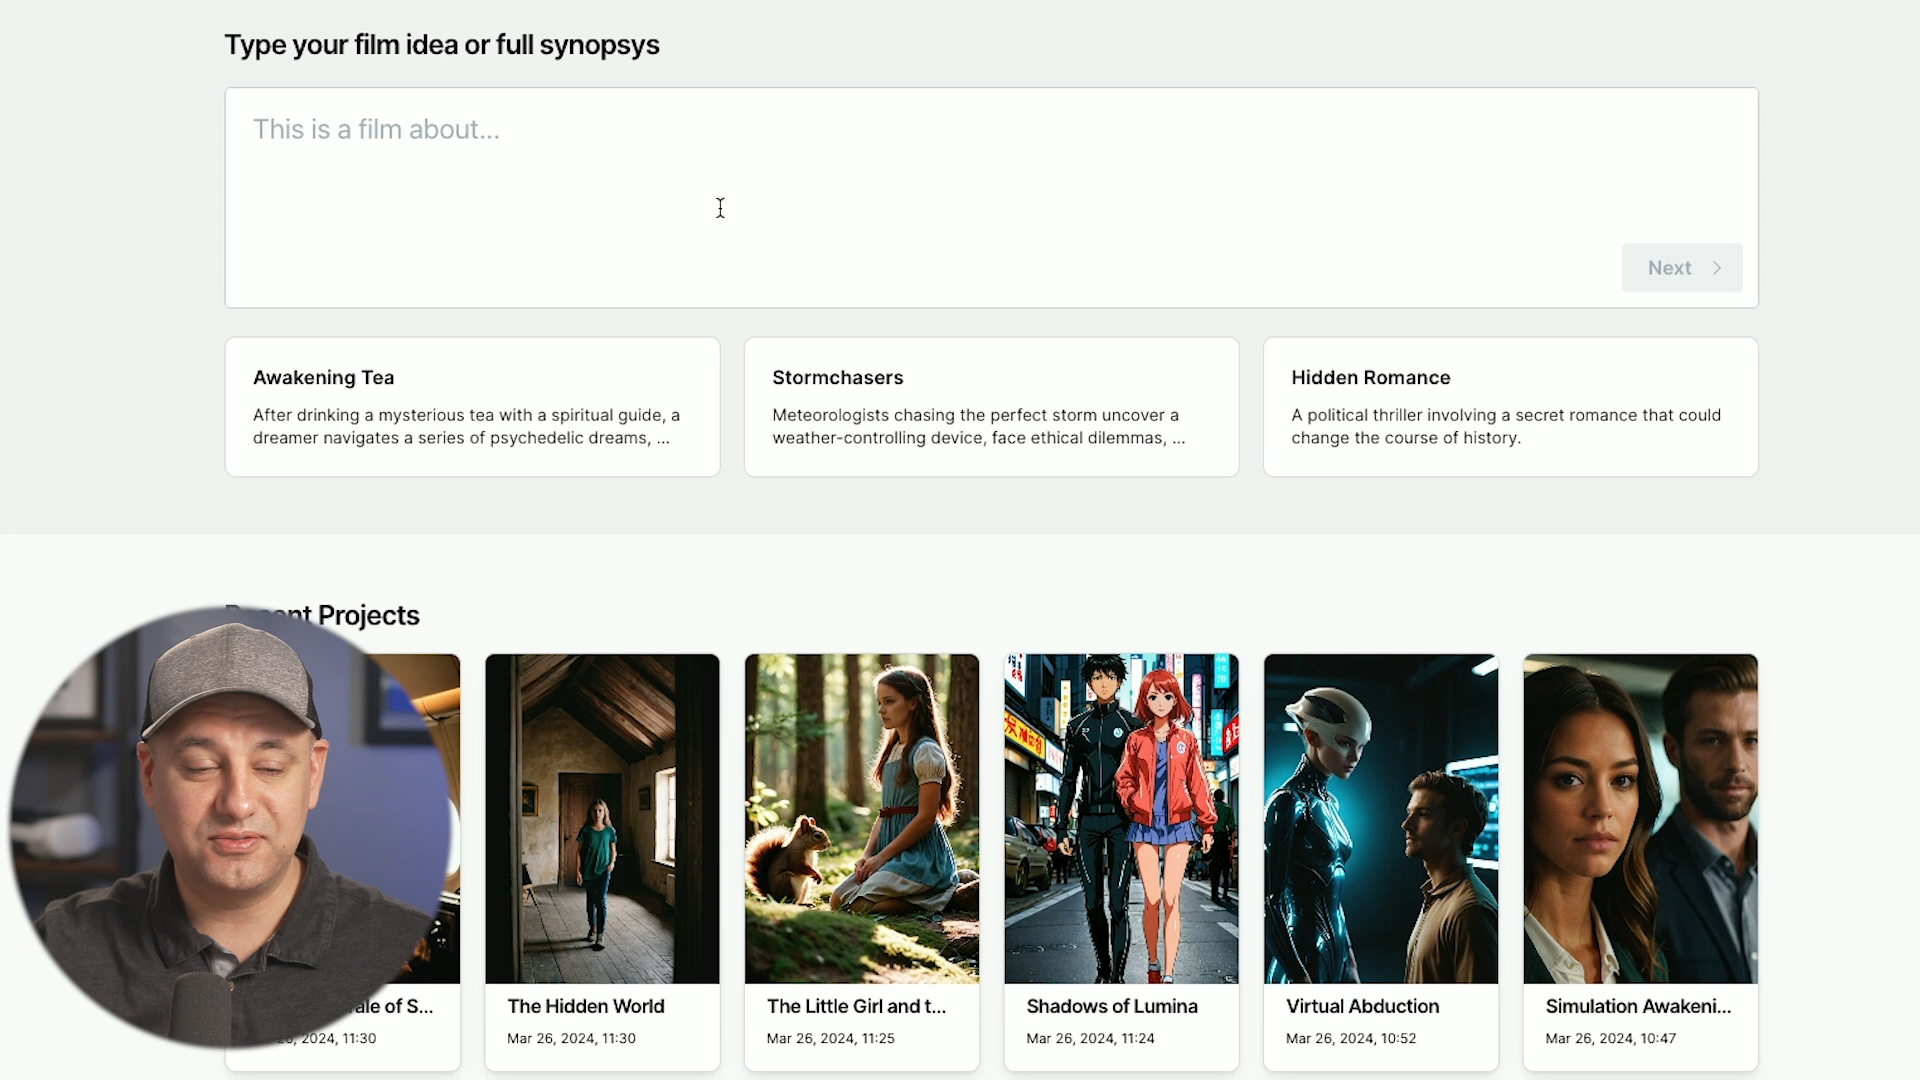 Type your film idea or full synopsys
This is a film about...
Next
Awakening Tea
After drinking a mysterious tea with a spiritual guide, a
dreamer navigates a series of psychedelic dreams, ...
Stormchasers
Meteorologists chasing the perfect storm uncover a
weather-controlling device, face ethical dilemmas, ...
Hidden Romance
A political thriller involving a secret romance that could
change the course of history.
Projects
of S...
2024, 11:30
The Hidden World
Mar 26, 2024, 11:30
The Little Girl and t...
Mar 26, 2024, 11:25
Shadows of Lumina
Mar 26, 2024, 11:24
Virtual Abduction
Mar 26, 2024, 10:52
Simulation Awakeni...
Mar 26, 2024, 10:47